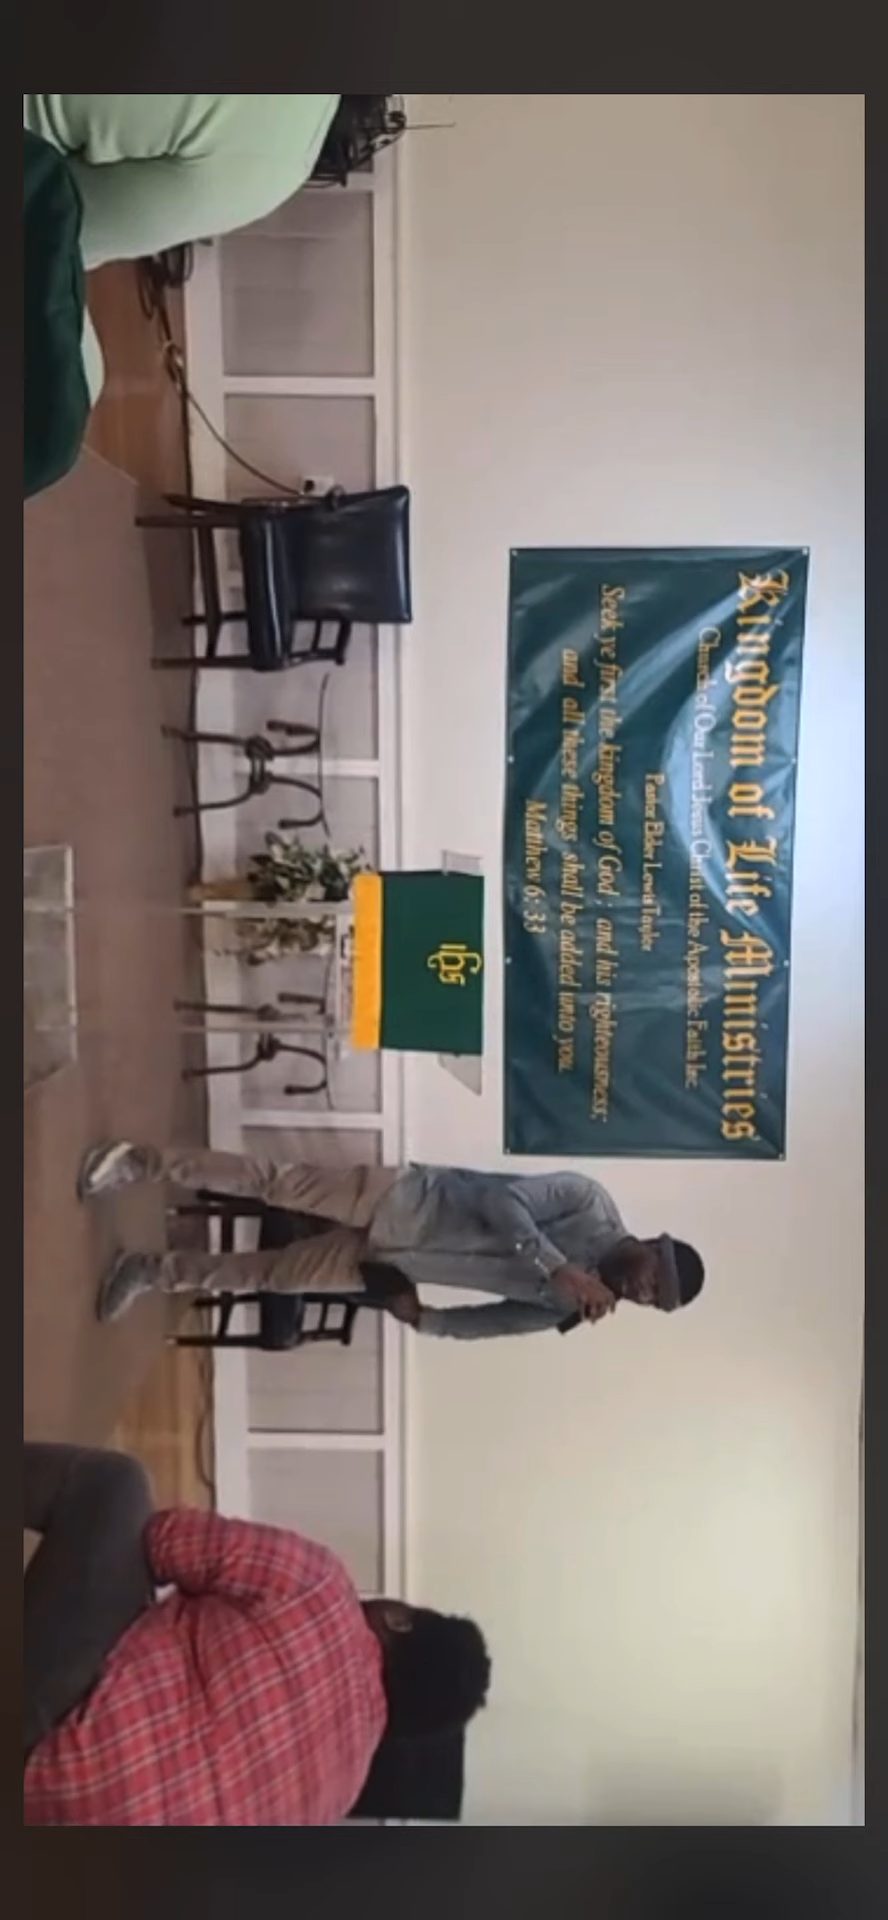 Kingdom of Life Ministries
Church of Our Lord Jesus Christ of the Apostolic Faith Inc.
Pastor Elder Lewis Taylor
Seek ye first the kingdom of God; and his righteousness;
and all these things shall be added unto you.
Matthew 6:33
IHS